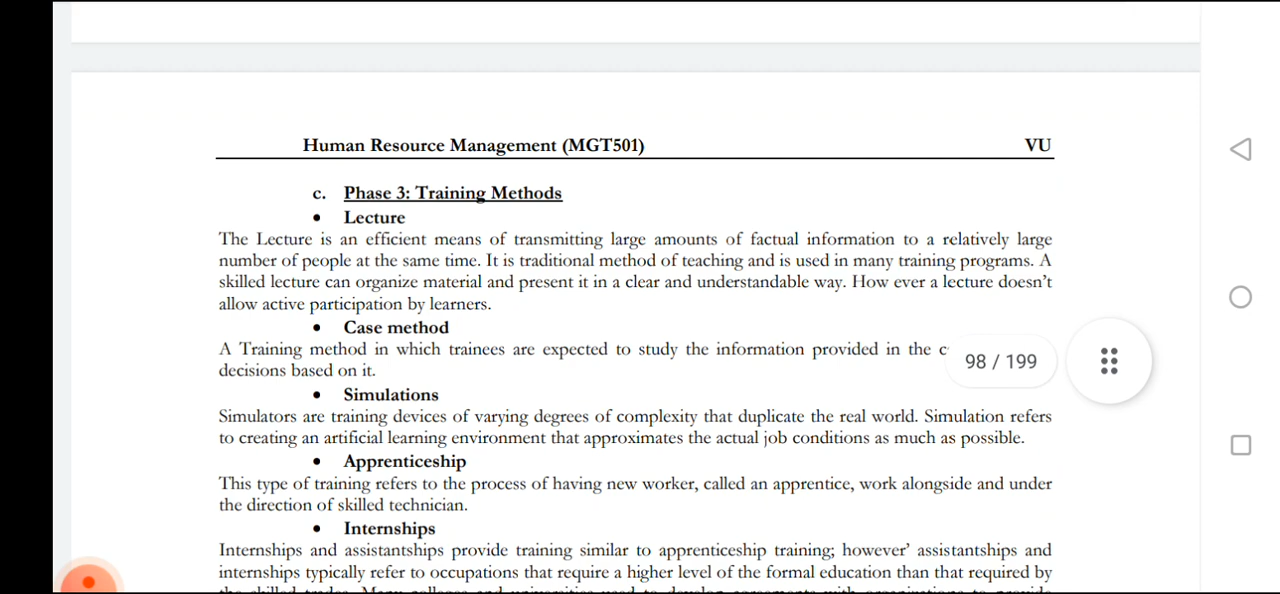 Human Resource Management (MGT501) VU
c. Phase 3: Training Methods
• Lecture
The Lecture is an efficient means of transmitting large amounts of factual information to a relatively large
number of people at the same time. It is traditional method of teaching and is used in many training programs. A
skilled lecture can organize material and present it in a clear and understandable way. How ever a lecture doesn't
allow active participation by learners.
• Case method
A Training method in which trainees are expected to study the information provided in the
98 / 199
decisions based on it.
• Simulations
Simulators are training devices of varying degrees of complexity that duplicate the real world. Simulation refers
to creating an artificial learning environment that approximates the actual job conditions as much as possible.
• Apprenticeship
This type of training refers to the process of having new worker, called an apprentice, work alongside and under
the direction of skilled technician.
• Internships
Internships and assistantships provide training similar to apprenticeship training; however' assistantships and
internships typically refer to occupations that require a higher level of the formal education than that required by